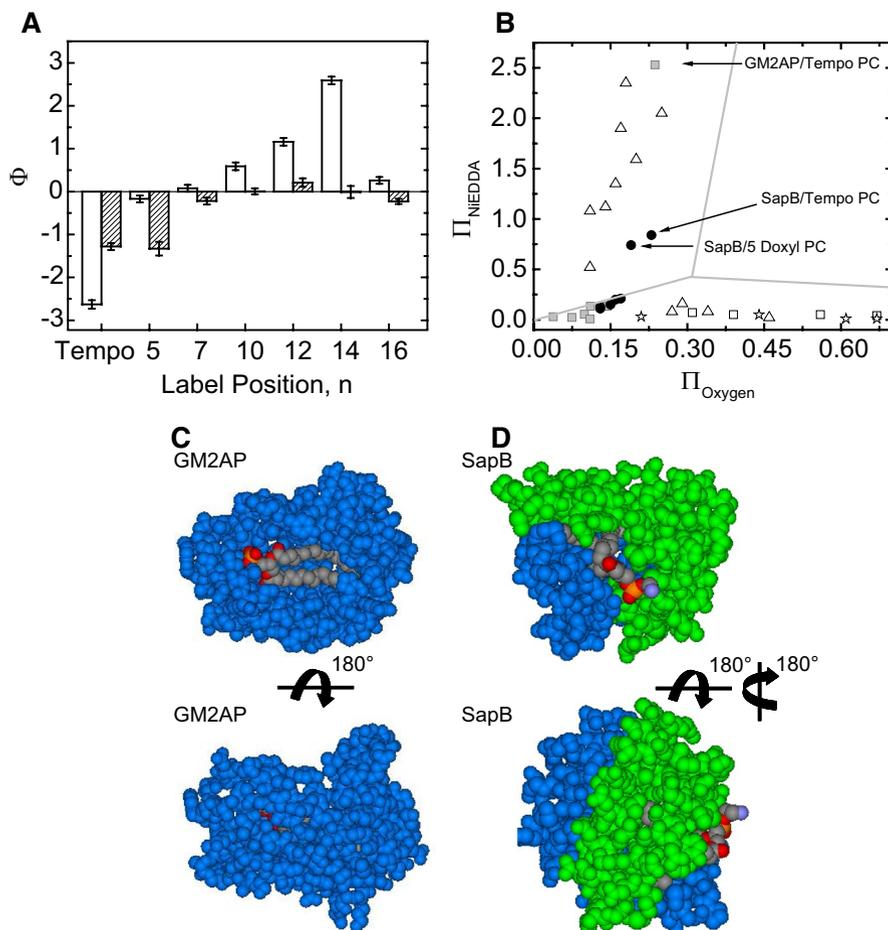 A
3
2
1
0
-1
-2
-3
Φ
Tempo 5 7 10 12 14 16
Label Position, n
B
2.5
2.0
1.5
1.0
0.5
0.0
Π NiEDDA
GM2AP/Tempo PC
SapB/Tempo PC
SapB/5 Doxyl PC
0.00 0.15 0.30 0.45 0.60
Π Oxygen
C
GM2AP
180°
GM2AP
D
SapB
180° 180°
SapB